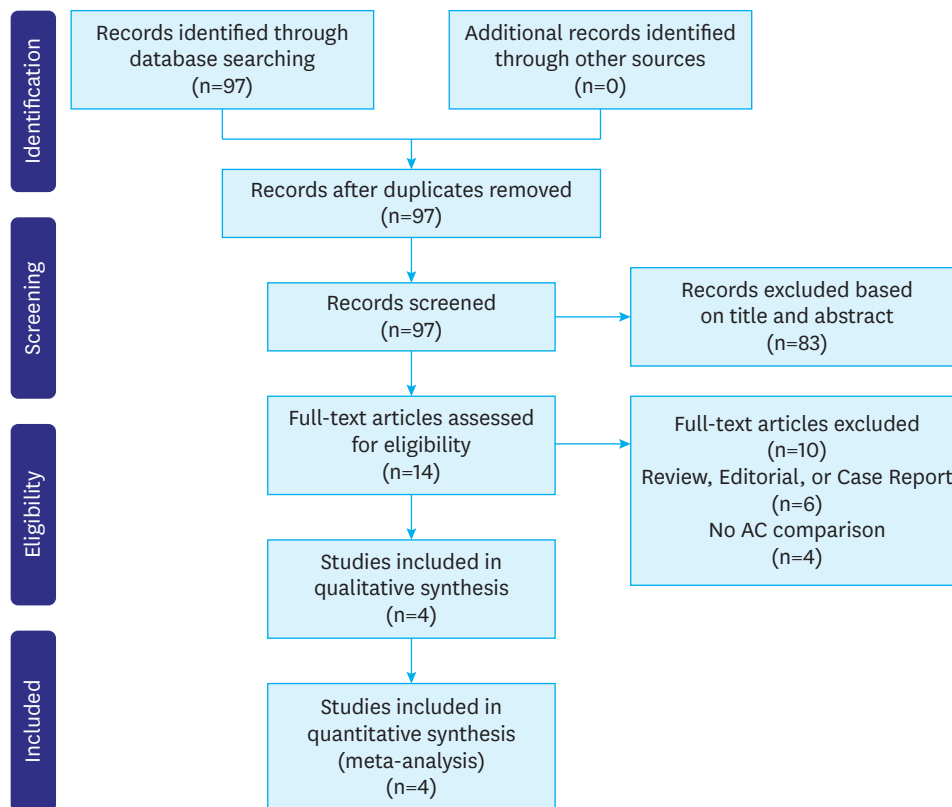 Identification
Records identified through
database searching
(n=97)
Additional records identified
through other sources
(n=0)
Records after duplicates removed
(n=97)
Screening
Records screened
(n=97)
Records excluded based
on title and abstract
(n=83)
Eligibility
Full-text articles assessed
for eligibility
(n=14)
Full-text articles excluded
(n=10)
Review, Editorial, or Case Report
(n=6)
No AC comparison
(n=4)
Studies included in
qualitative synthesis
(n=4)
Included
Studies included in
quantitative synthesis
(meta-analysis)
(n=4)